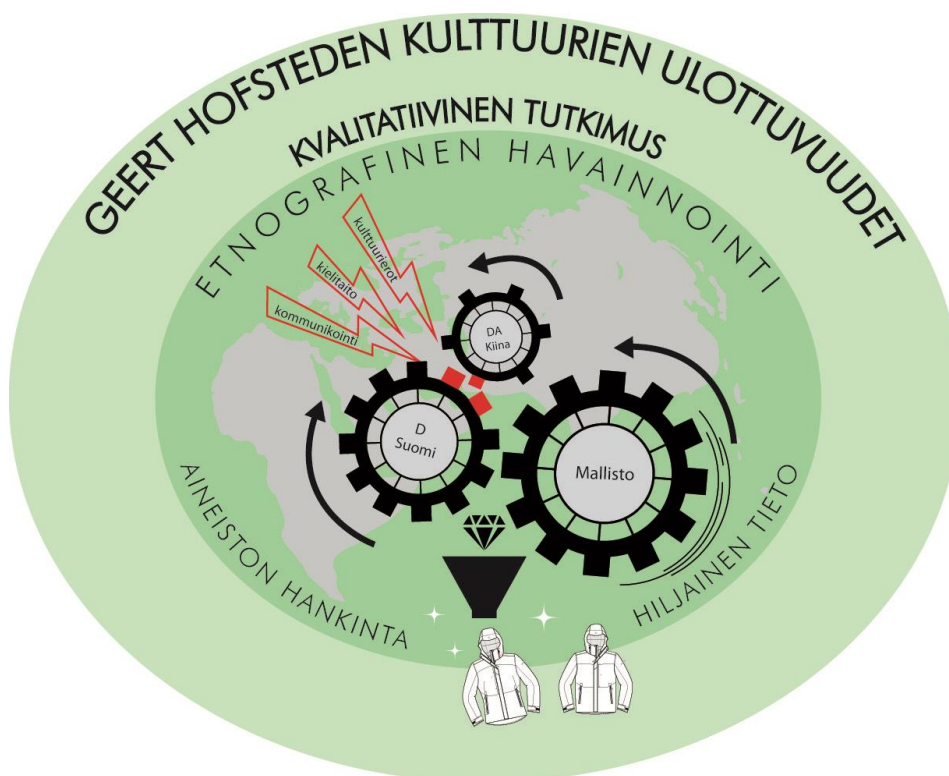 GEERT HOFSTEDEN KULTTUURIEN ULOTTUVUUDET
KVALITATIIVINEN TUTKIMUS
ETNOGRAFINEN HAVAINNOINTI
kulttuurierot
kielitaito
kommunikointi
DA
Kiina
D
Suomi
Mallisto
AINEISTON HANKINTA
HILJAINEN TIETO